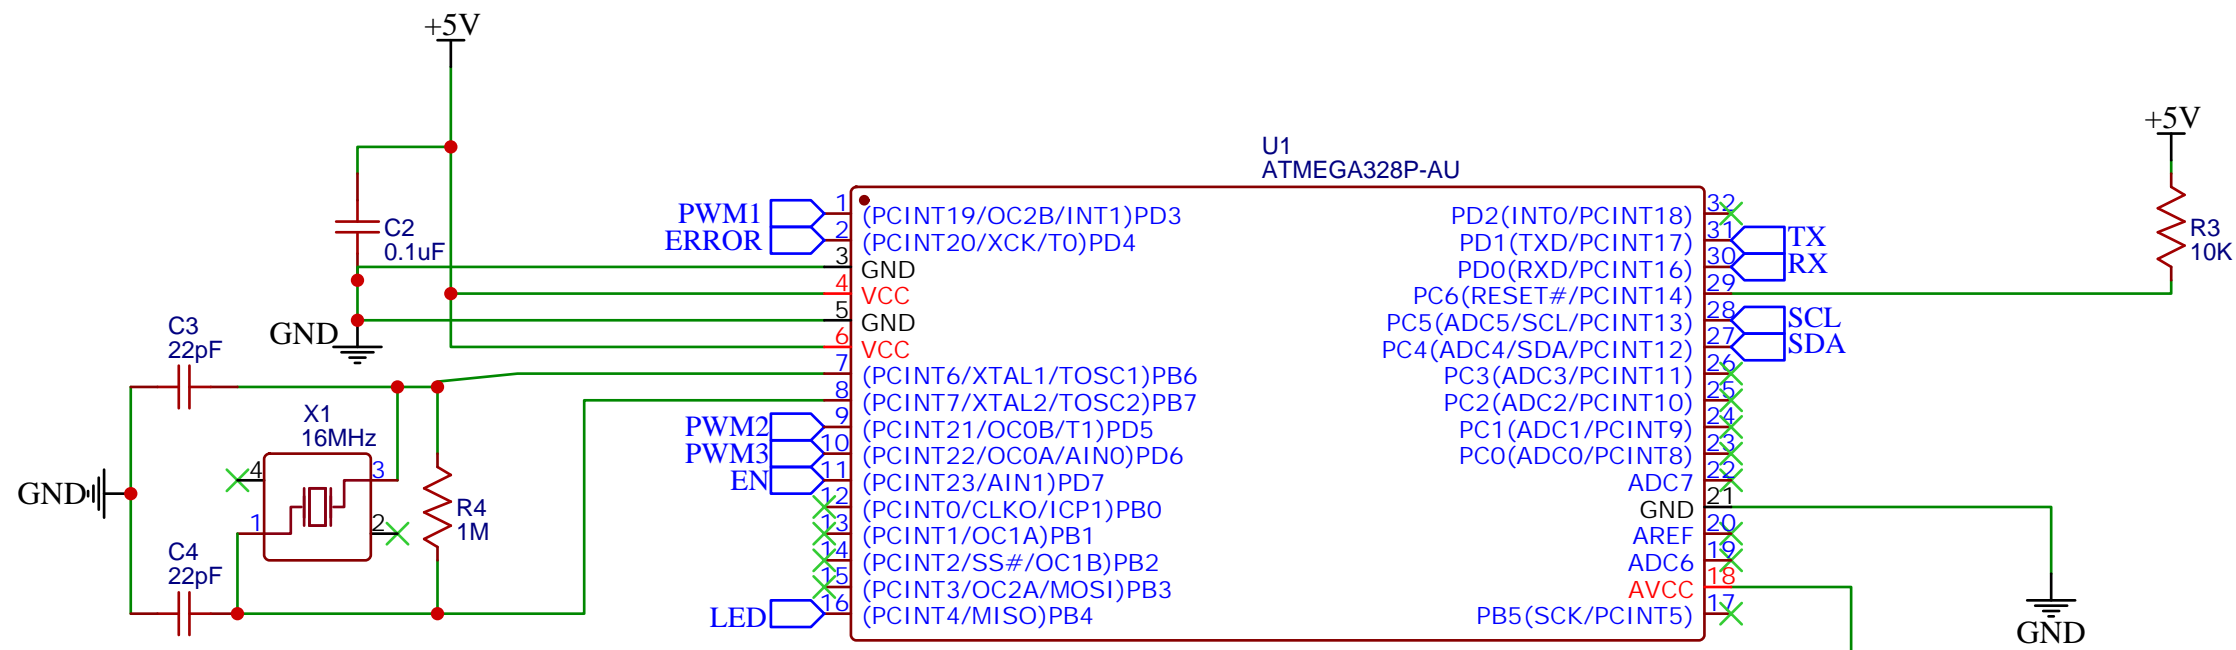 +5V
+5V
U1
ATMEGA328P-AU
C2
0.1uF
R3
10K
PWM1
ERROR
1
2
3
4
5
6
7
8
9
10
11
12
13
14
15
16
(PCINT19/OC2B/INT1)PD3
(PCINT20/XCK/T0)PD4
GND
VCC
GND
VCC
(PCINT6/XTAL1/TOSC1)PB6
(PCINT7/XTAL2/TOSC2)PB7
(PCINT21/OC0B/T1)PD5
(PCINT22/OC0A/AIN0)PD6
(PCINT23/AIN1)PD7
(PCINT0/CLKO/ICP1)PB0
(PCINT1/OC1A)PB1
(PCINT2/SS#/OC1B)PB2
(PCINT3/OC2A/MOSI)PB3
(PCINT4/MISO)PB4
PD2(INT0/PCINT18)
PD1(TXD/PCINT17)
PD0(RXD/PCINT16)
PC6(RESET#/PCINT14)
PC5(ADC5/SCL/PCINT13)
PC4(ADC4/SDA/PCINT12)
PC3(ADC3/PCINT11)
PC2(ADC2/PCINT10)
PC1(ADC1/PCINT9)
PC0(ADC0/PCINT8)
ADC7
GND
AREF
ADC6
AVCC
PB5(SCK/PCINT5)
32
31
30
29
28
27
26
25
24
23
22
21
20
19
18
17
TX
RX
SCL
SDA
GND
C3
22pF
X1
16MHz
4
3
1
2
GND
R4
1M
C4
22pF
PWM2
PWM3
EN
LED
GND